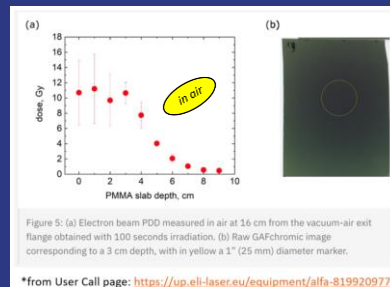 (a)
18
16
14
12
10
8
6
4
2
0
dose, Gy
in air
0 2 4 6 8 10
PMMA slab depth, cm
(b)
Figure 5: (a) Electron beam PDD measured in air at 16 cm from the vacuum-air exit
flange obtained with 100 seconds irradiation. (b) Raw GAFchromic image
corresponding to a 3 cm depth, with in yellow a 1" (25 mm) diameter marker.
*from User Call page: https://up.eli-laser.eu/equipment/alfa-819920977